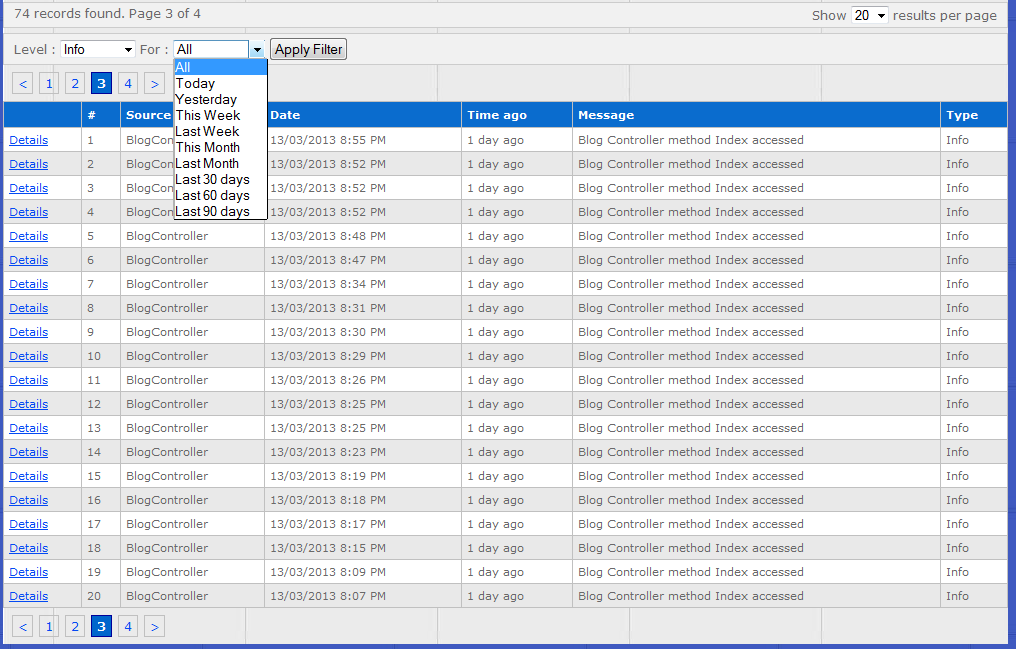 74 records found. Page 3 of 4 Show 20 results per page
Level : Info For : All Apply Filter
All
Today
Yesterday
This Week
Last Week
This Month
Last Month
Last 30 days
Last 60 days
Last 90 days
< 1 2 3 4 >
# Source Date Time ago Message Type
Details 1 BlogCon 13/03/2013 8:55 PM 1 day ago Blog Controller method Index accessed Info
Details 2 BlogCon 13/03/2013 8:52 PM 1 day ago Blog Controller method Index accessed Info
Details 3 BlogCon 13/03/2013 8:52 PM 1 day ago Blog Controller method Index accessed Info
Details 4 BlogCon 13/03/2013 8:52 PM 1 day ago Blog Controller method Index accessed Info
Details 5 BlogController 13/03/2013 8:48 PM 1 day ago Blog Controller method Index accessed Info
Details 6 BlogController 13/03/2013 8:47 PM 1 day ago Blog Controller method Index accessed Info
Details 7 BlogController 13/03/2013 8:34 PM 1 day ago Blog Controller method Index accessed Info
Details 8 BlogController 13/03/2013 8:31 PM 1 day ago Blog Controller method Index accessed Info
Details 9 BlogController 13/03/2013 8:30 PM 1 day ago Blog Controller method Index accessed Info
Details 10 BlogController 13/03/2013 8:29 PM 1 day ago Blog Controller method Index accessed Info
Details 11 BlogController 13/03/2013 8:26 PM 1 day ago Blog Controller method Index accessed Info
Details 12 BlogController 13/03/2013 8:25 PM 1 day ago Blog Controller method Index accessed Info
Details 13 BlogController 13/03/2013 8:25 PM 1 day ago Blog Controller method Index accessed Info
Details 14 BlogController 13/03/2013 8:23 PM 1 day ago Blog Controller method Index accessed Info
Details 15 BlogController 13/03/2013 8:19 PM 1 day ago Blog Controller method Index accessed Info
Details 16 BlogController 13/03/2013 8:18 PM 1 day ago Blog Controller method Index accessed Info
Details 17 BlogController 13/03/2013 8:17 PM 1 day ago Blog Controller method Index accessed Info
Details 18 BlogController 13/03/2013 8:15 PM 1 day ago Blog Controller method Index accessed Info
Details 19 BlogController 13/03/2013 8:09 PM 1 day ago Blog Controller method Index accessed Info
Details 20 BlogController 13/03/2013 8:07 PM 1 day ago Blog Controller method Index accessed Info
< 1 2 3 4 >